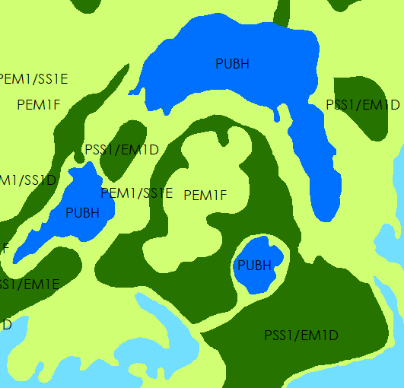 PUBH
PEM1/SS1E
PEM1F
PSS1/EM1D
PSS1/EM1D
M1/SS1D
PEM1/SS1E
PEM1F
PUBH
F
PUBH
SS1/EM1E
D
PSS1/EM1D